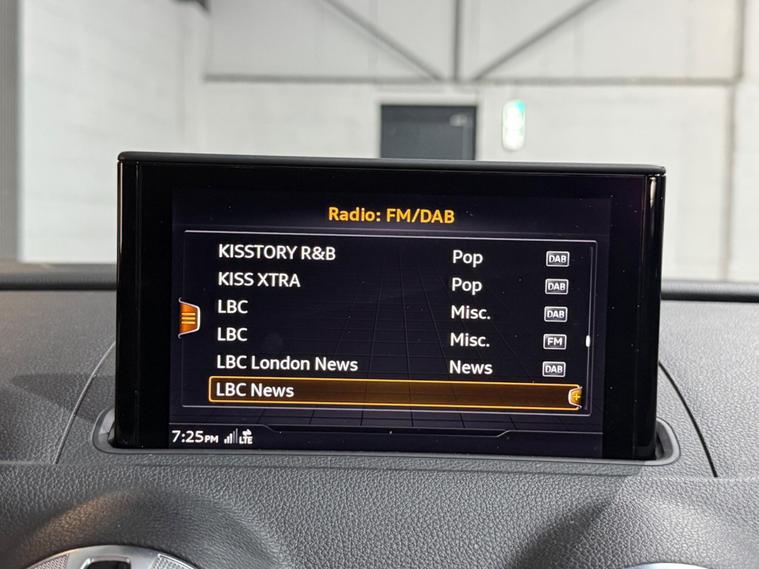 Radio: FM/DAB
KISSTORY R&B Pop DAB
KISS XTRA Pop DAB
LBC Misc. DAB
LBC Misc. FM
LBC London News News DAB
LBC News
7:25PM LTE